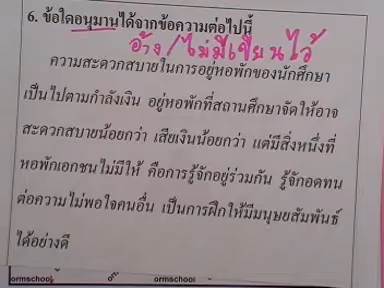 6. ข้อใดอนุมานได้จากข้อความต่อไปนี้
อ้าง/ไม่มีเขียนไว้
ความสะดวกสบายในการอยู่หอพักของนักศึกษา
เป็นไปตามกำลังเงิน อยู่หอพักที่สถานศึกษาจัดให้อาจ
สะดวกสบายน้อยกว่า เสียเงินน้อยกว่า แต่มีสิ่งหนึ่งที่
หอพักเอกชนไม่มีให้ คือการรู้จักอยู่ร่วมกัน รู้จักอดทน
ต่อความไม่พอใจคนอื่น เป็นการฝึกให้มีมนุษยสัมพันธ์
ได้อย่างดี
ormschool ormschool